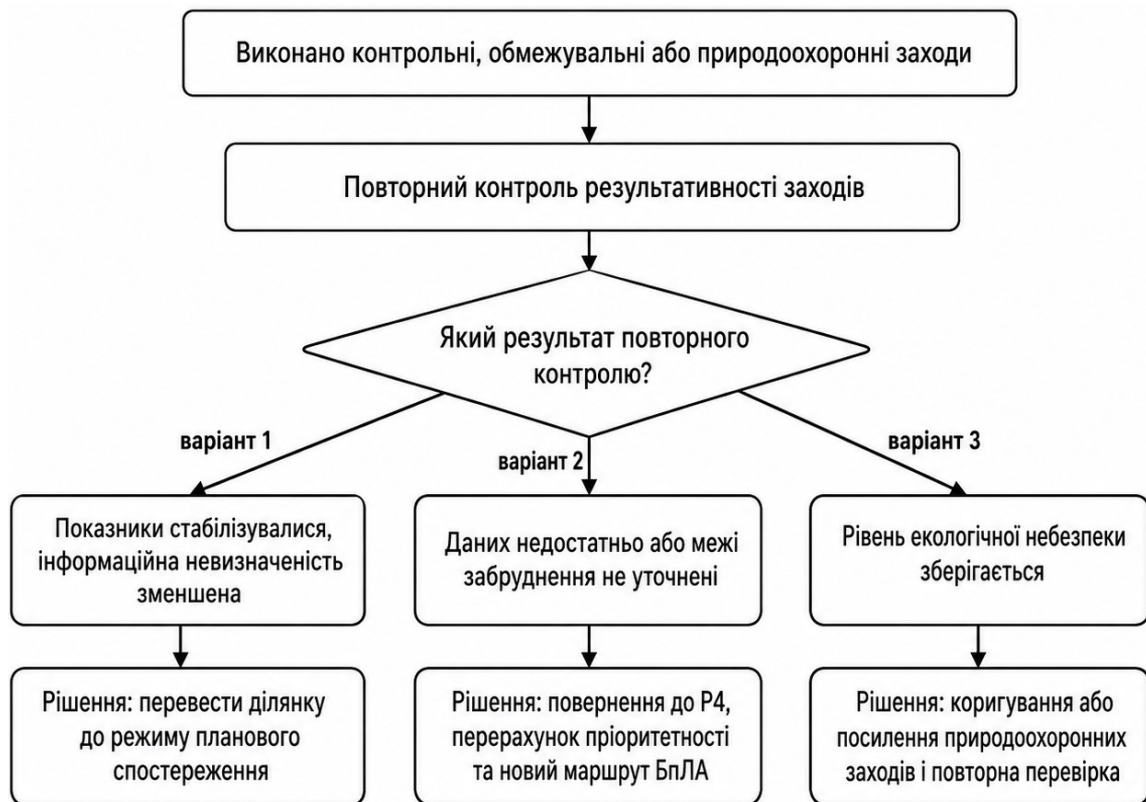 Виконано контрольні, обмежувальні або природоохоронні заходи
Повторний контроль результативності заходів
Який результат повторного
контролю?
варіант 1
варіант 2
варіант 3
Показники стабілізувалися,
інформаційна невизначеність
зменшена
Даних недостатньо або межі
забруднення не уточнені
Рівень екологічної небезпеки
зберігається
Рішення: перевести ділянку
до режиму планового
спостереження
Рішення: повернення до Р4,
перерахунок пріоритетності
та новий маршрут БпЛА
Рішення: коригування або
посилення природоохоронних
заходів і повторна перевірка